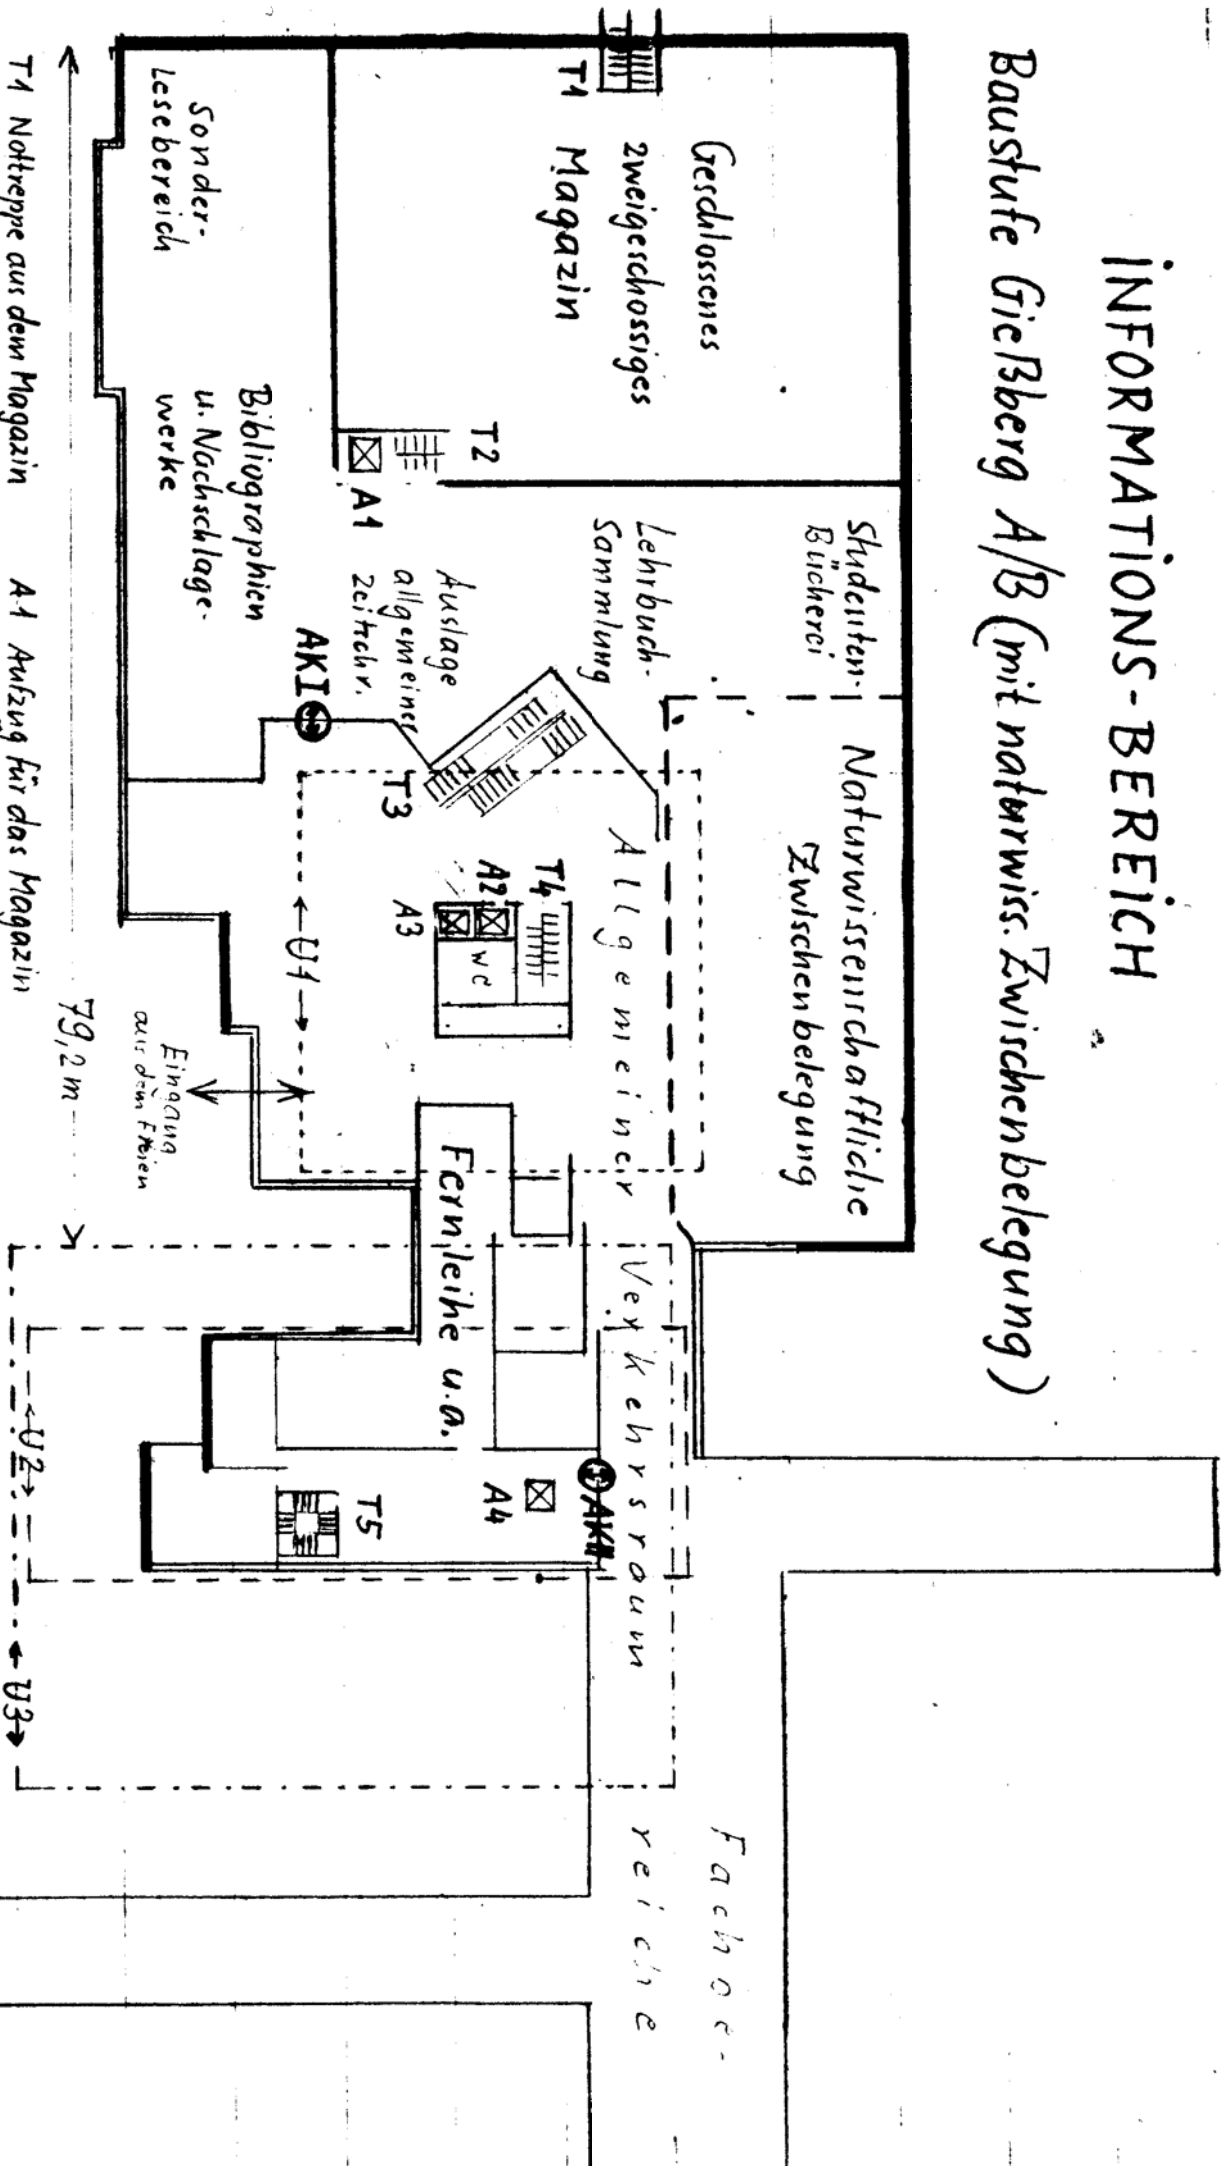 INFORMATIONS-BEREICH
Baustufe Gießberg A/B (mit naturwiss. Zwischenbelegung)
T1
Geschlossenes
zweigeschossiges
Magazin
Studenten-
Bücherei
Naturwissenschaftliche
Zwischenbelegung
Lehrbuch-
Sammlung
T2
A1
Auslage
allgemeiner
Zeitschr.
Sonder-
Lesebereich
Bibliographien
u. Nachschlage-
werke
AKI
T3
T4
A2
A3
WC
U1
Allgemeiner Verkehrsraum
Eingang
aus dem Freien
79,2m
Fernleihe u.a.
AKII
A4
T5
U2
U3
Fachbe-
reiche
T1 Nottreppe aus dem Magazin
A1 Aufzug für das Magazin